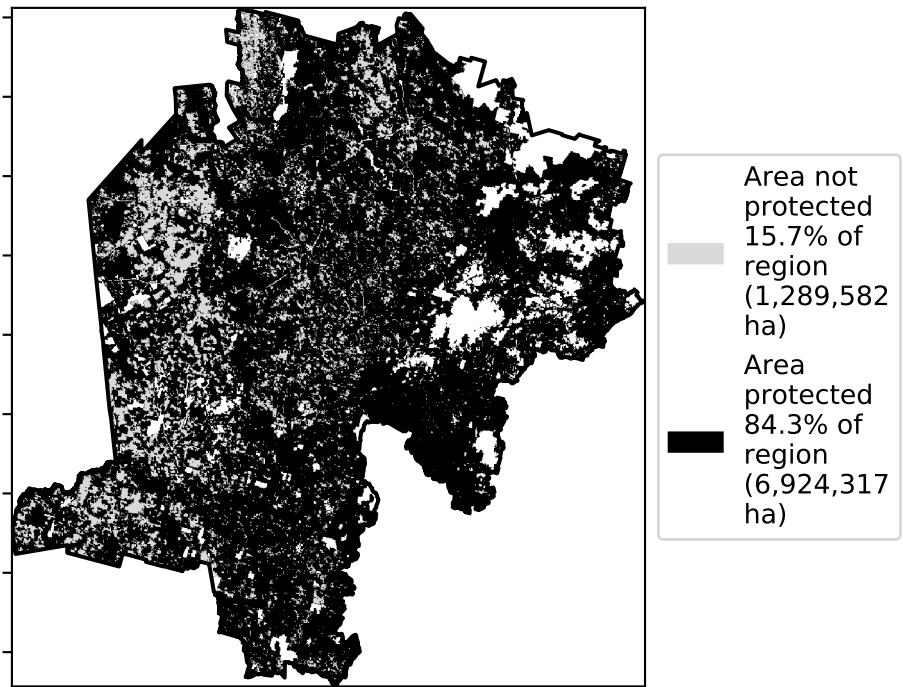 Area not
protected
15.7% of
region
(1,289,582
ha)
Area
protected
84.3% of
region
(6,924,317
ha)